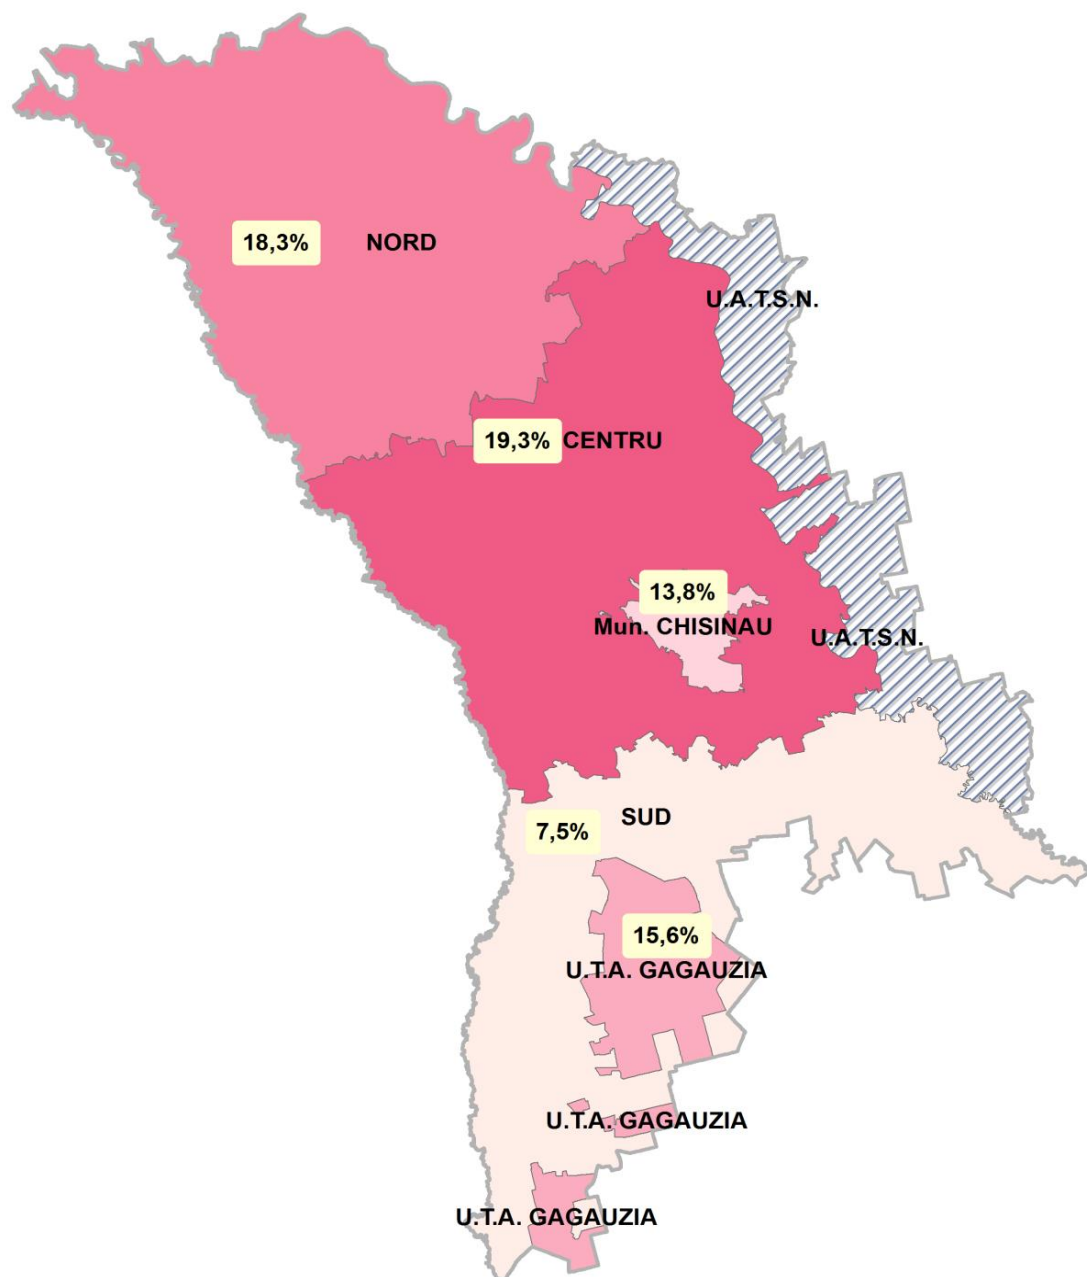 18,3% NORD
U.A.T.S.N.
19,3% CENTRU
13,8%
Mun. CHISINAU
U.A.T.S.N.
SUD
7,5%
15,6%
U.T.A. GAGAUZIA
U.T.A. GAGAUZIA
U.T.A. GAGAUZIA